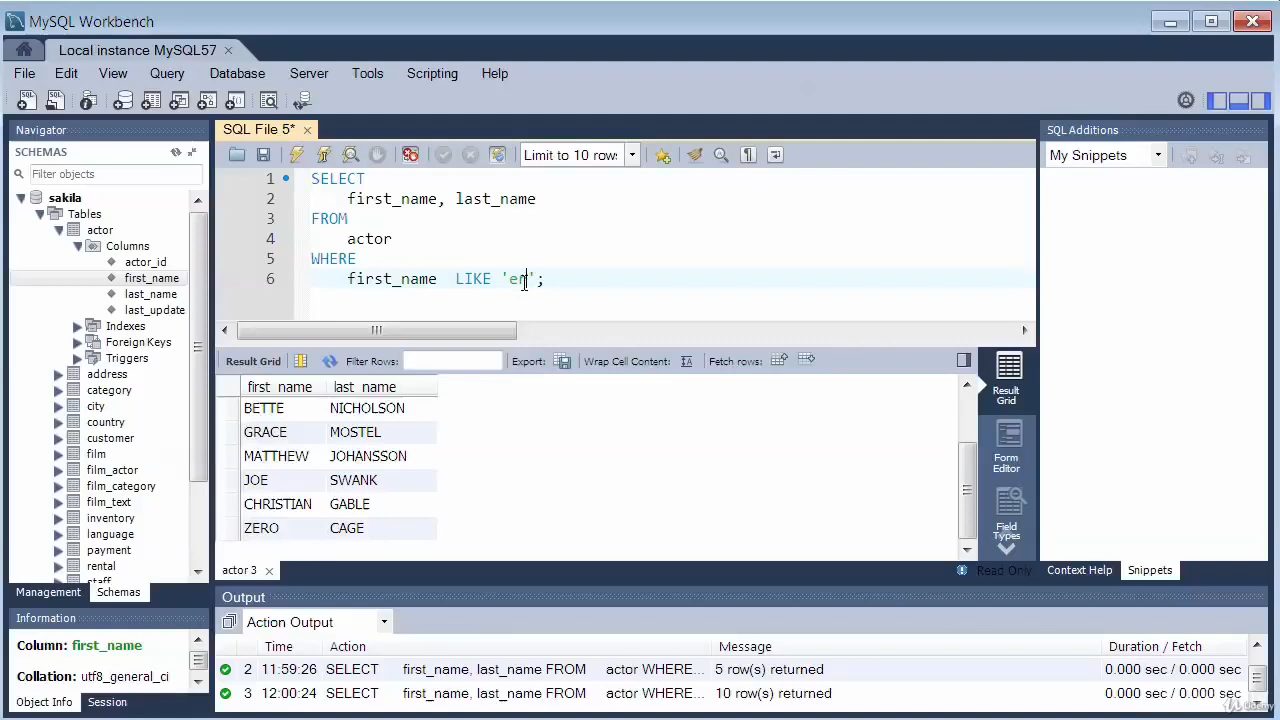 MySQL Workbench
Local instance MySQL57
File Edit View Query Database Server Tools Scripting Help
Navigator
SCHEMAS
Filter objects
sakila
Tables
actor
Columns
actor_id
first_name
last_name
last_update
Indexes
Foreign Keys
Triggers
address
category
city
country
customer
film
film_actor
film_category
film_text
inventory
language
payment
rental
staff
Management Schemas
Information
Column: first_name
Collation: utf8_general_ci
Object Info Session
SQL File 5*
Limit to 10 rows
1 SELECT
2 first_name, last_name
3 FROM
4 actor
5 WHERE
6 first_name LIKE 'en';
Result Grid Filter Rows: Export: Wrap Cell Content: Fetch rows:
first_name last_name
BETTE NICHOLSON
GRACE MOSTEL
MATTHEW JOHANSSON
JOE SWANK
CHRISTIAN GABLE
ZERO CAGE
Result Grid
Form Editor
Field Types
actor 3
Read Only
SQL Additions
My Snippets
Context Help Snippets
Output
Action Output
Time Action Message Duration / Fetch
2 11:59:26 SELECT first_name, last_name FROM actor WHERE... 5 row(s) returned 0.000 sec / 0.000 sec
3 12:00:24 SELECT first_name, last_name FROM actor WHERE... 10 row(s) returned 0.000 sec / 0.000 sec
Udemy